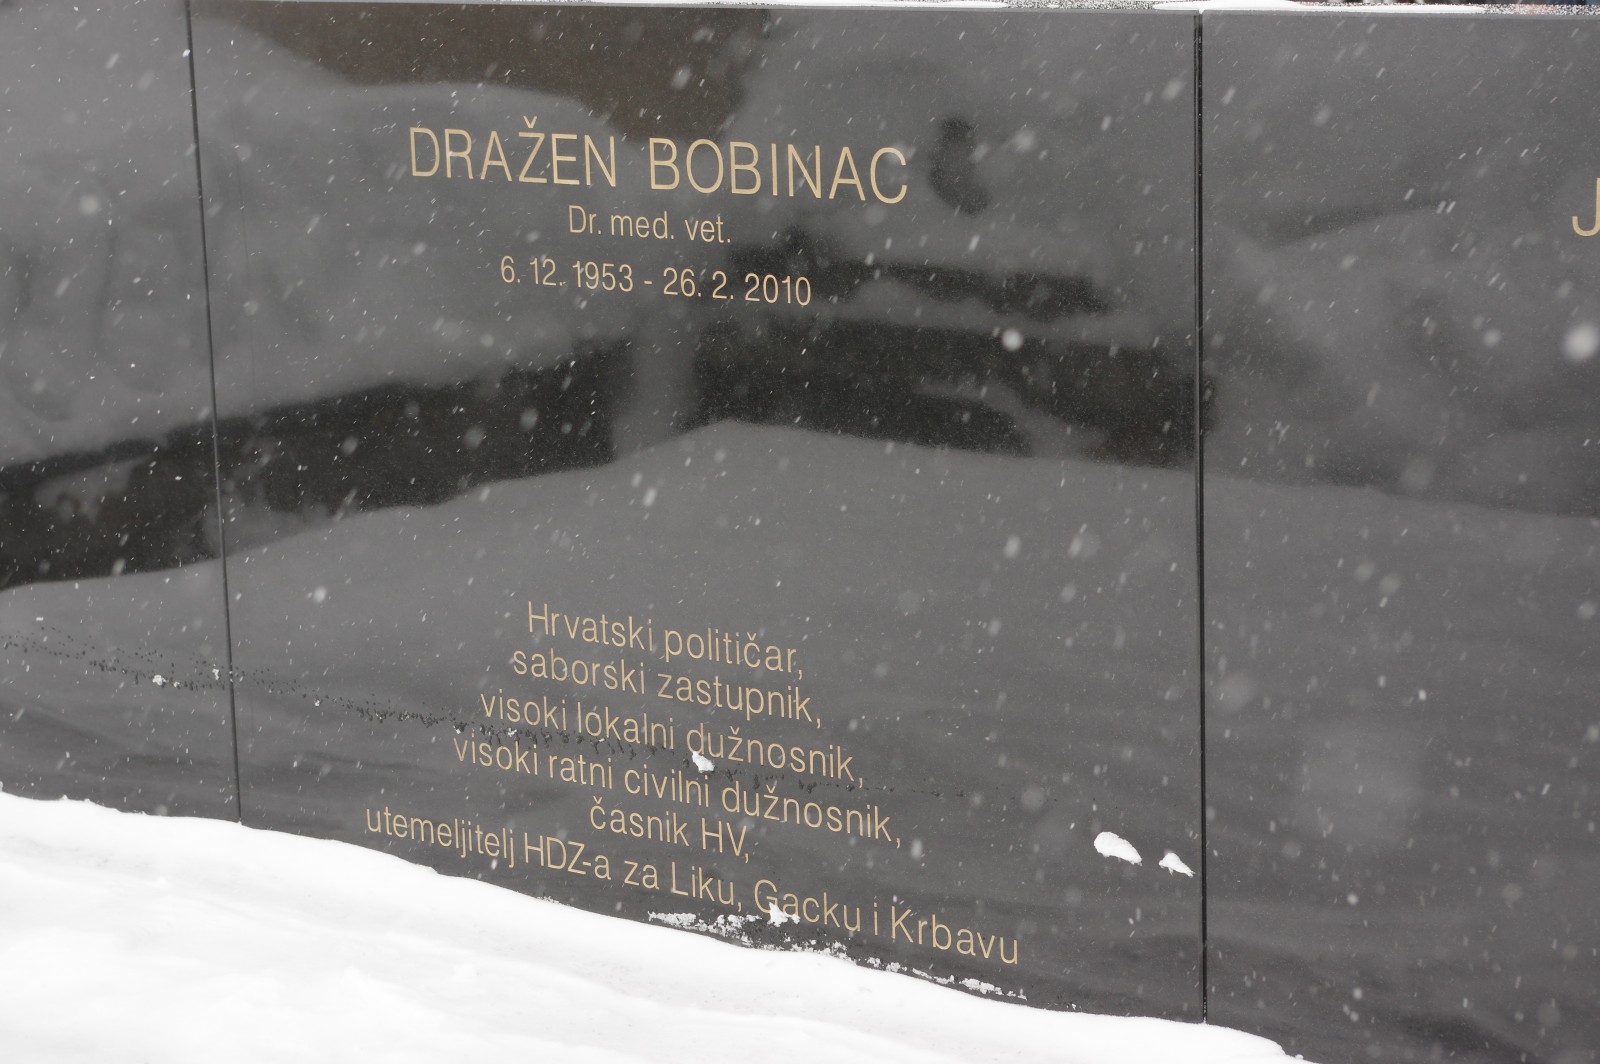 DRAŽEN BOBINAC
Dr. med. vet.
6. 12. 1953 - 26. 2. 2010
J
Hrvatski političar,
saborski zastupnik,
visoki lokalni dužnosnik,
visoki ratni civilni dužnosnik,
časnik HV,
utemeljitelj HDZ-a za Liku, Gacku i Krbavu